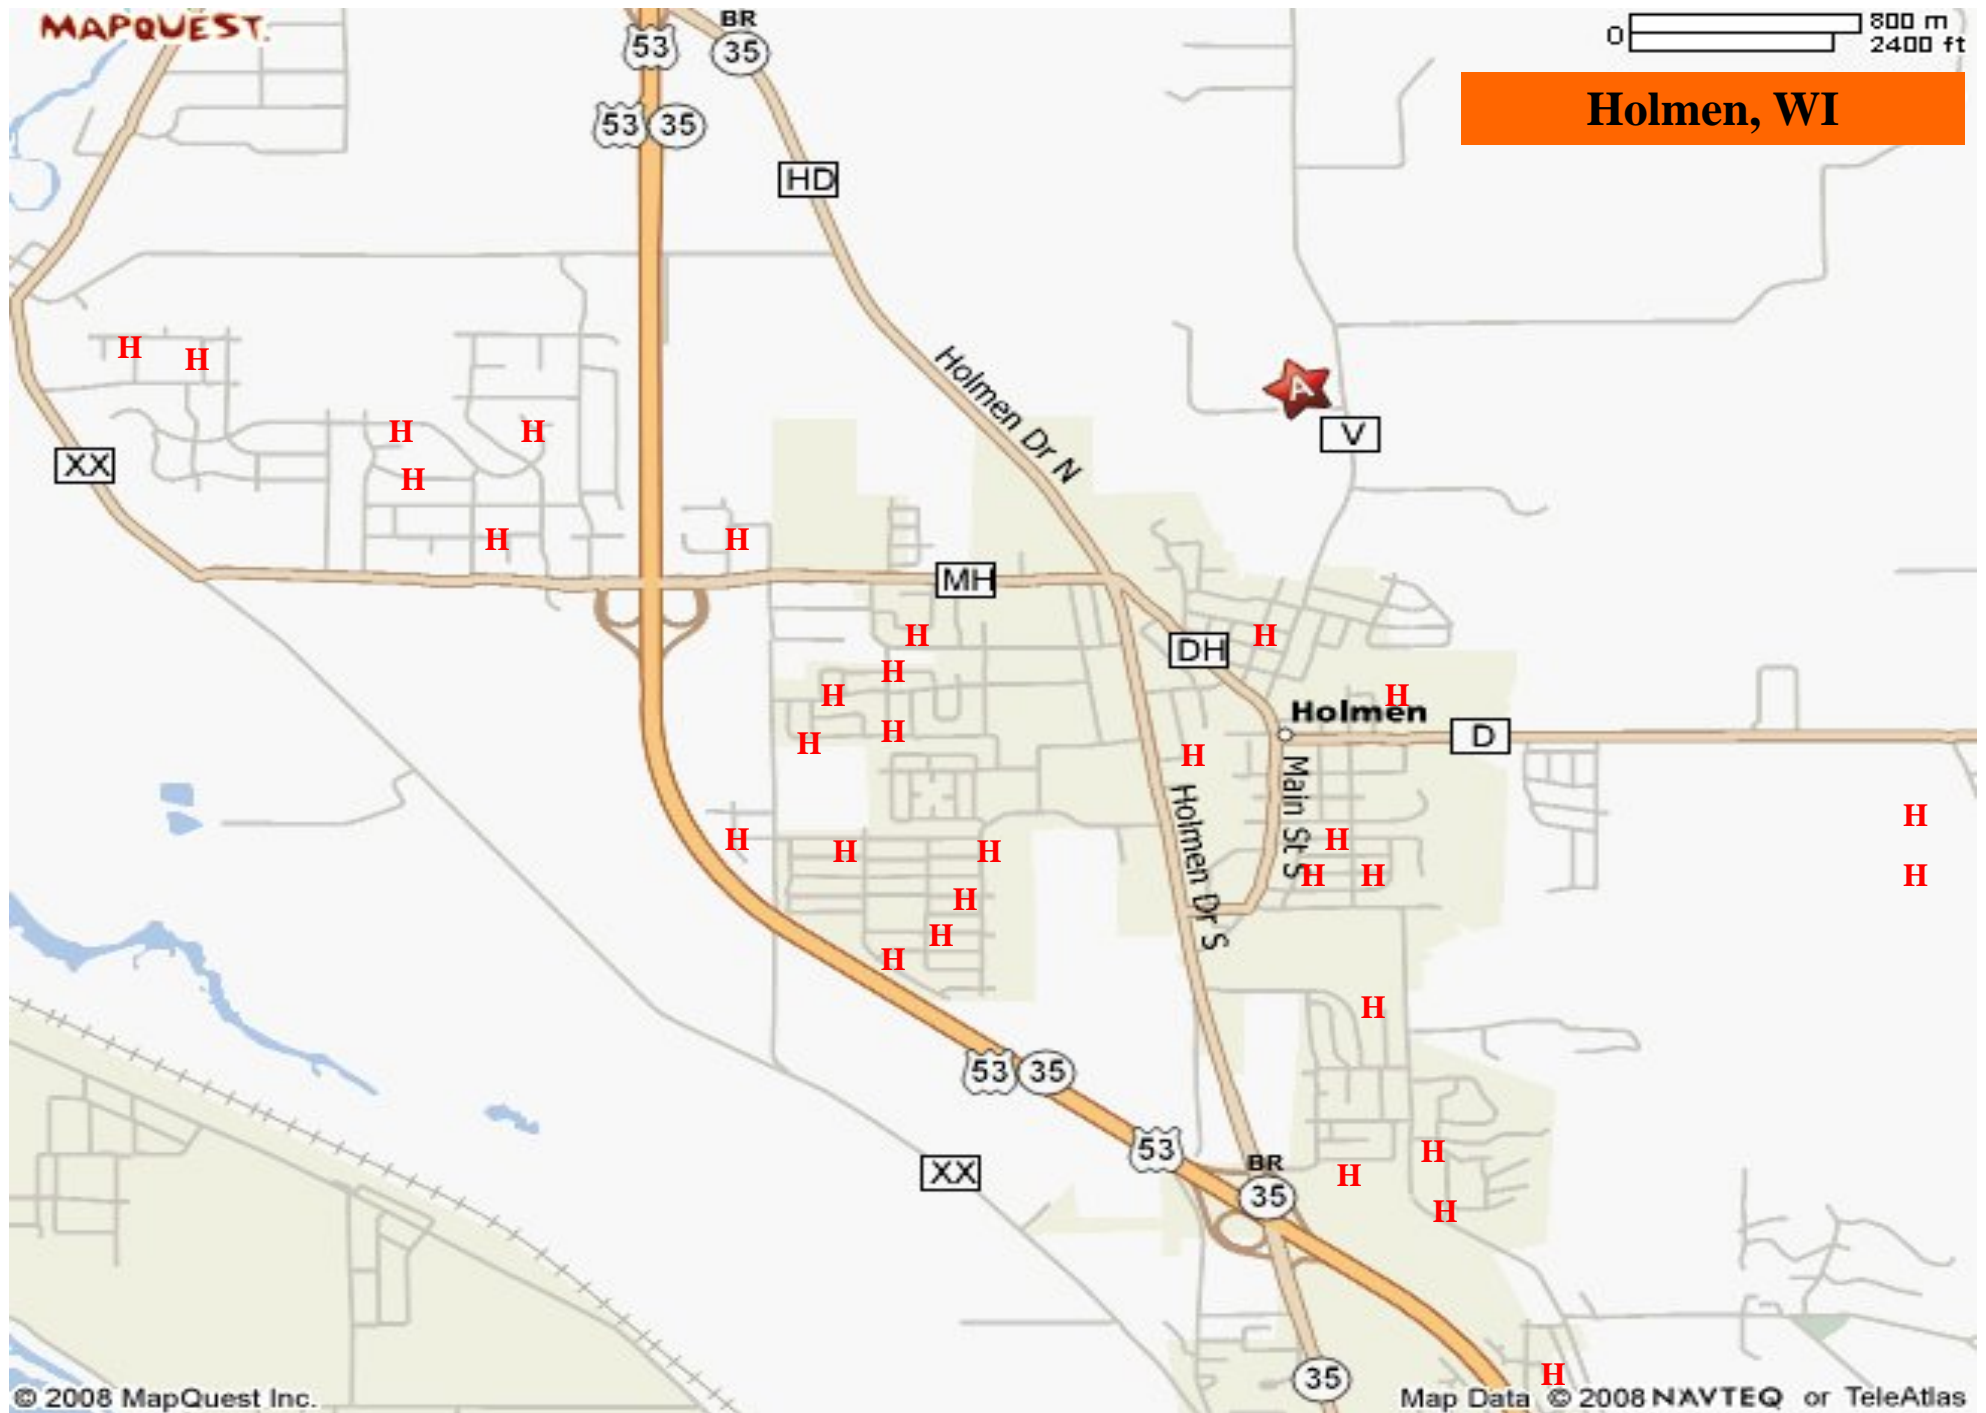 MAPQUEST.
BR
53
35
0
800 m
2400 ft
Holmen, WI
53
35
HD
H
H
Holmen Dr N
A
V
H
H
XX
H
H
H
MH
H
H
DH
H
H
H
Holmen
H
D
H
H
Main St S
Holmen Dr S
H
H
H
H
H
H
H
H
H
H
H
H
H
53
35
53
BR
35
XX
H
H
H
35
H
© 2008 MapQuest Inc.
Map Data © 2008 NAVTEQ or TeleAtlas